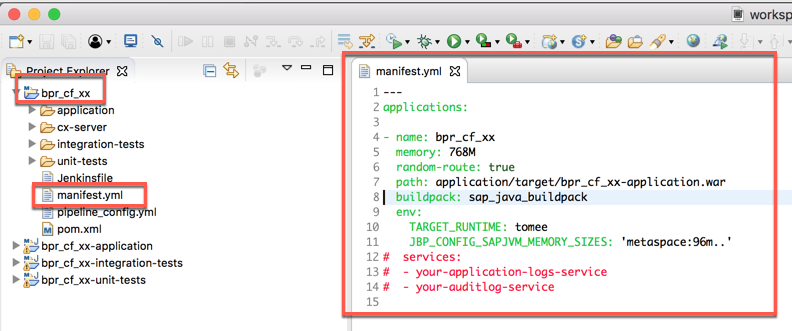 worksp
Project Explorer
bpr_cf_xx
application
cx-server
integration-tests
unit-tests
Jenkinsfile
manifest.yml
pipeline_config.yml
pom.xml
bpr_cf_xx-application
bpr_cf_xx-integration-tests
bpr_cf_xx-unit-tests
manifest.yml
1 ---
2 applications:
3
4 - name: bpr_cf_xx
5   memory: 768M
6   random-route: true
7   path: application/target/bpr_cf_xx-application.war
8   buildpack: sap_java_buildpack
9   env:
10     TARGET_RUNTIME: tomee
11     JBP_CONFIG_SAPJVM_MEMORY_SIZES: 'metaspace:96m..'
12 #  services:
13 #  - your-application-logs-service
14 #  - your-auditlog-service
15